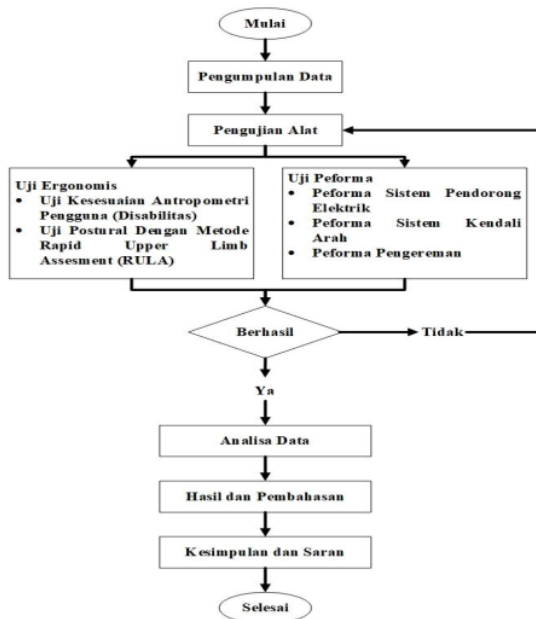 Mulai
Pengumpulan Data
Pengujian Alat
Uji Ergonomis
• Uji Kesesuaian Antropometri
Pengguna (Disabilitas)
• Uji Postural Dengan Metode
Rapid Upper Limb
Assesment (RULA)
Uji Peforma
• Peforma Sistem Pendorong
Elektrik
• Peforma Sistem Kendali
Arah
• Peforma Pengereman
Berhasil
Tidak
Ya
Analisa Data
Hasil dan Pembahasan
Kesimpulan dan Saran
Selesai